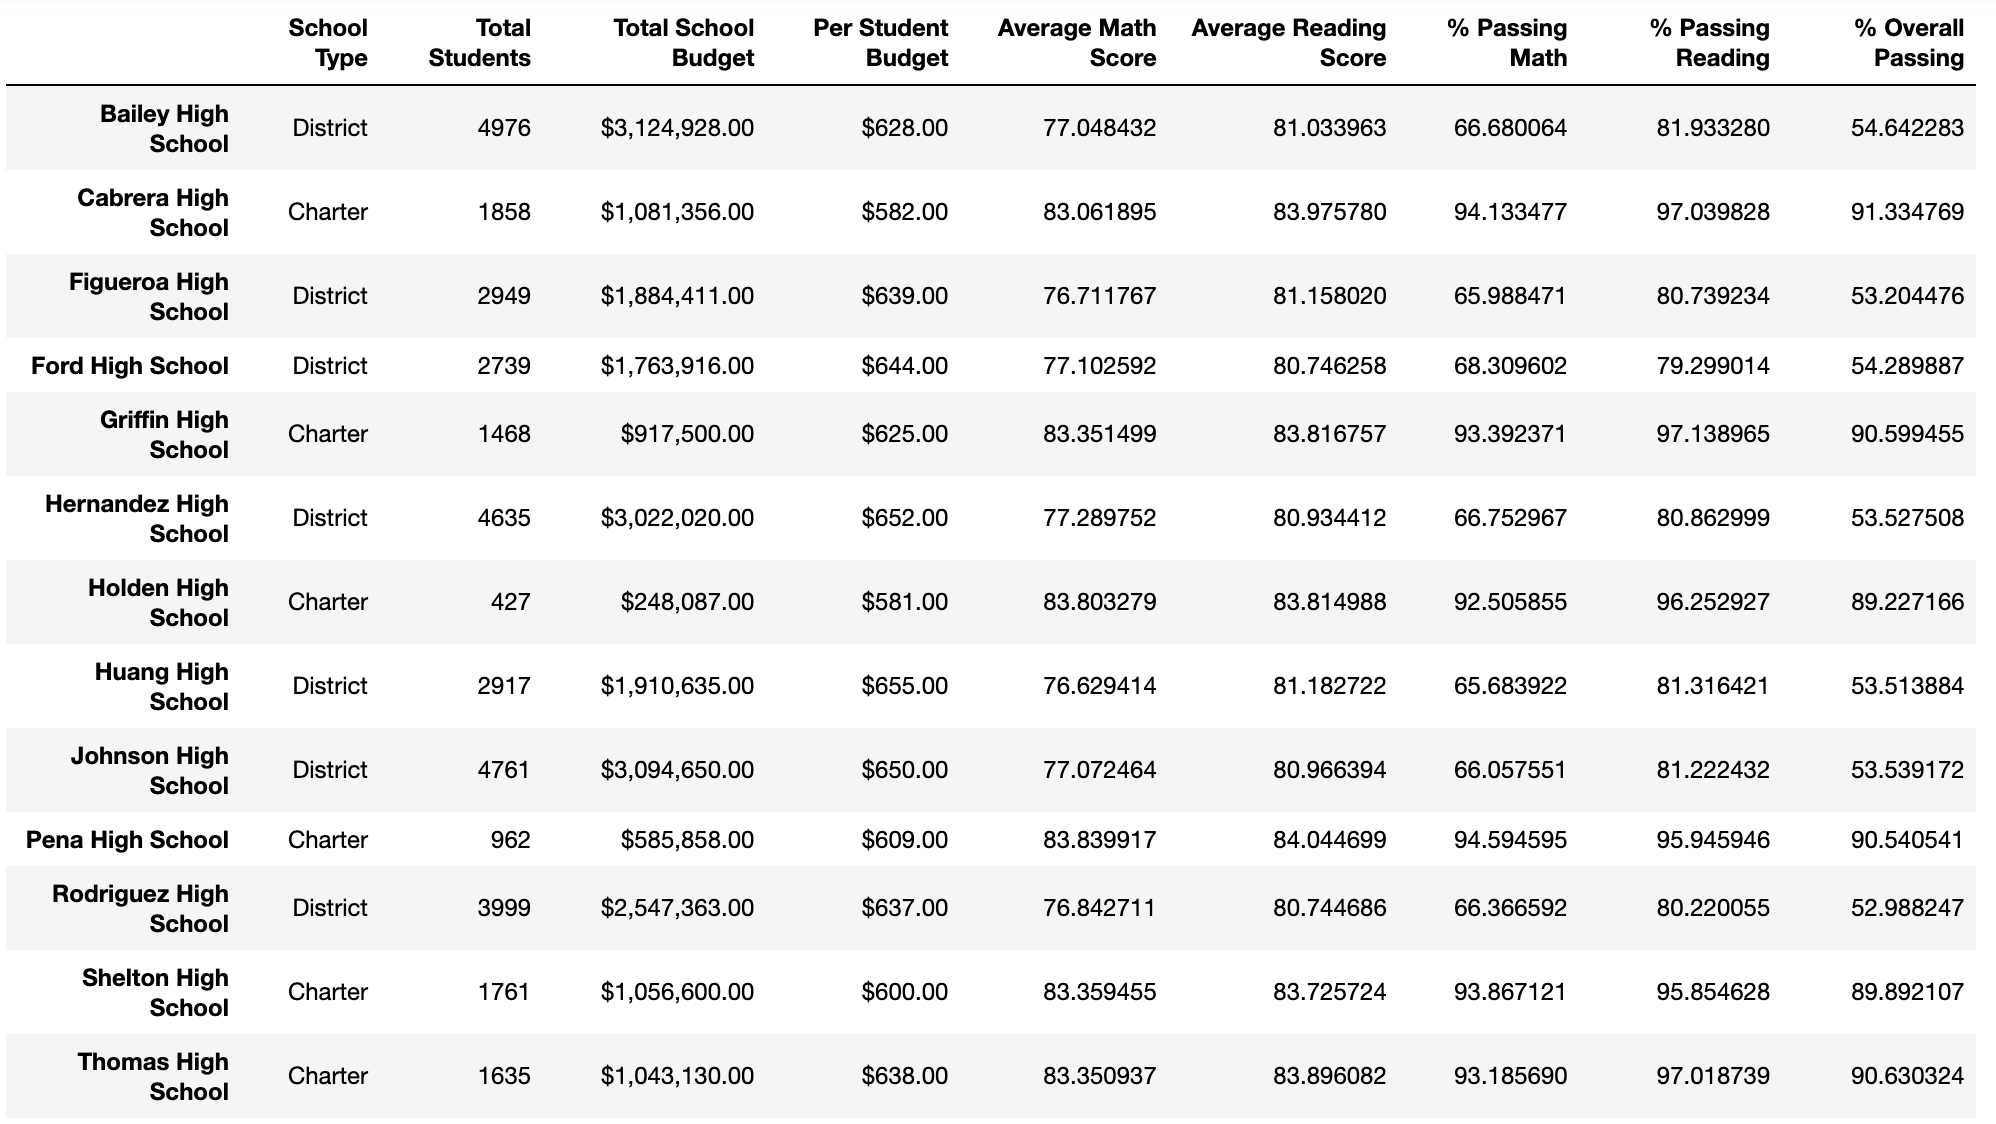 School Type Total Students Total School Budget Per Student Budget Average Math Score Average Reading Score % Passing Math % Passing Reading % Overall Passing
Bailey High School District 4976 $3,124,928.00 $628.00 77.048432 81.033963 66.680064 81.933280 54.642283
Cabrera High School Charter 1858 $1,081,356.00 $582.00 83.061895 83.975780 94.133477 97.039828 91.334769
Figueroa High School District 2949 $1,884,411.00 $639.00 76.711767 81.158020 65.988471 80.739234 53.204476
Ford High School District 2739 $1,763,916.00 $644.00 77.102592 80.746258 68.309602 79.299014 54.289887
Griffin High School Charter 1468 $917,500.00 $625.00 83.351499 83.816757 93.392371 97.138965 90.599455
Hernandez High School District 4635 $3,022,020.00 $652.00 77.289752 80.934412 66.752967 80.862999 53.527508
Holden High School Charter 427 $248,087.00 $581.00 83.803279 83.814988 92.505855 96.252927 89.227166
Huang High School District 2917 $1,910,635.00 $655.00 76.629414 81.182722 65.683922 81.316421 53.513884
Johnson High School District 4761 $3,094,650.00 $650.00 77.072464 80.966394 66.057551 81.222432 53.539172
Pena High School Charter 962 $585,858.00 $609.00 83.839917 84.044699 94.594595 95.945946 90.540541
Rodriguez High School District 3999 $2,547,363.00 $637.00 76.842711 80.744686 66.366592 80.220055 52.988247
Shelton High School Charter 1761 $1,056,600.00 $600.00 83.359455 83.725724 93.867121 95.854628 89.892107
Thomas High School Charter 1635 $1,043,130.00 $638.00 83.350937 83.896082 93.185690 97.018739 90.630324